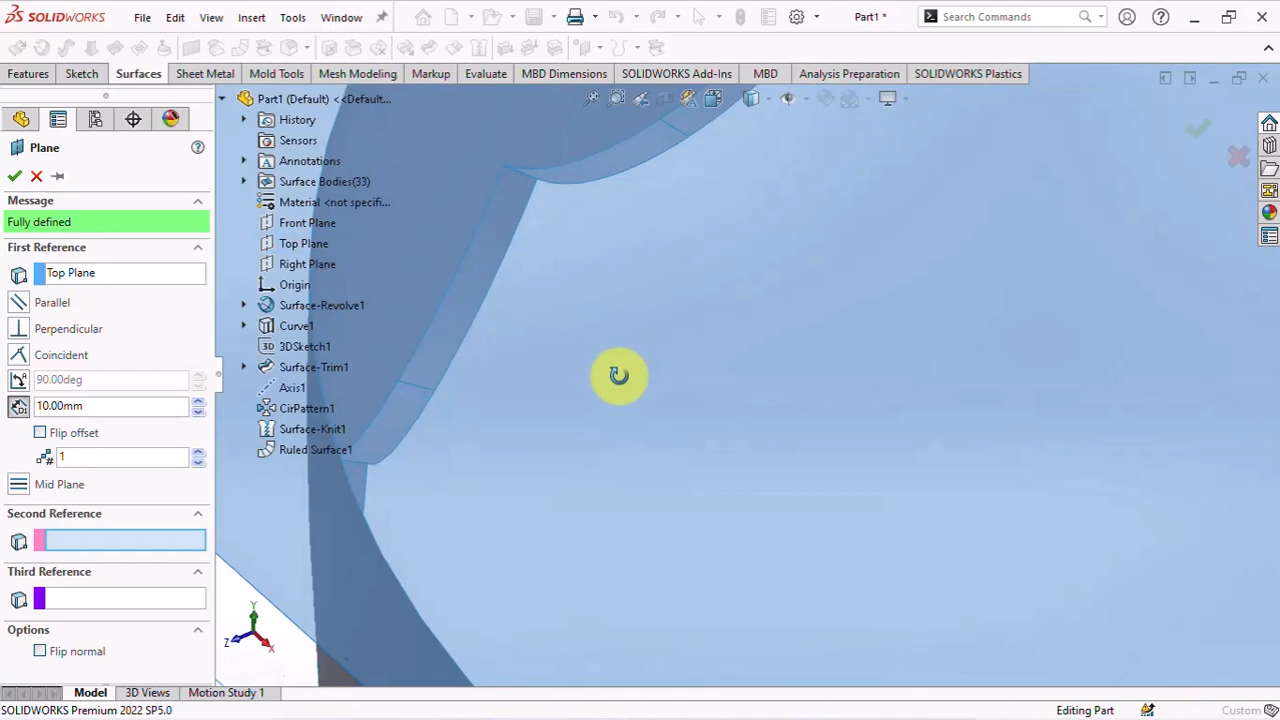 SOLIDWORKS
File
Edit
View
Insert
Tools
Window
Part1 *
Search Commands
Features
Sketch
Surfaces
Sheet Metal
Mold Tools
Mesh Modeling
Markup
Evaluate
MBD Dimensions
SOLIDWORKS Add-Ins
MBD
Analysis Preparation
SOLIDWORKS Plastics
Plane
Message
Fully defined
First Reference
Top Plane
Parallel
Perpendicular
Coincident
90.00deg
10.00mm
Flip offset
1
Mid Plane
Second Reference
Third Reference
Options
Flip normal
Part1 (Default) <<Default...
History
Sensors
Annotations
Surface Bodies(33)
Material <not specifi...
Front Plane
Top Plane
Right Plane
Origin
Surface-Revolve1
Curve1
3DSketch1
Surface-Trim1
Axis1
CirPattern1
Surface-Knit1
Ruled Surface1
Y
Z
X
Model
3D Views
Motion Study 1
SOLIDWORKS Premium 2022 SP5.0
Editing Part
Custom